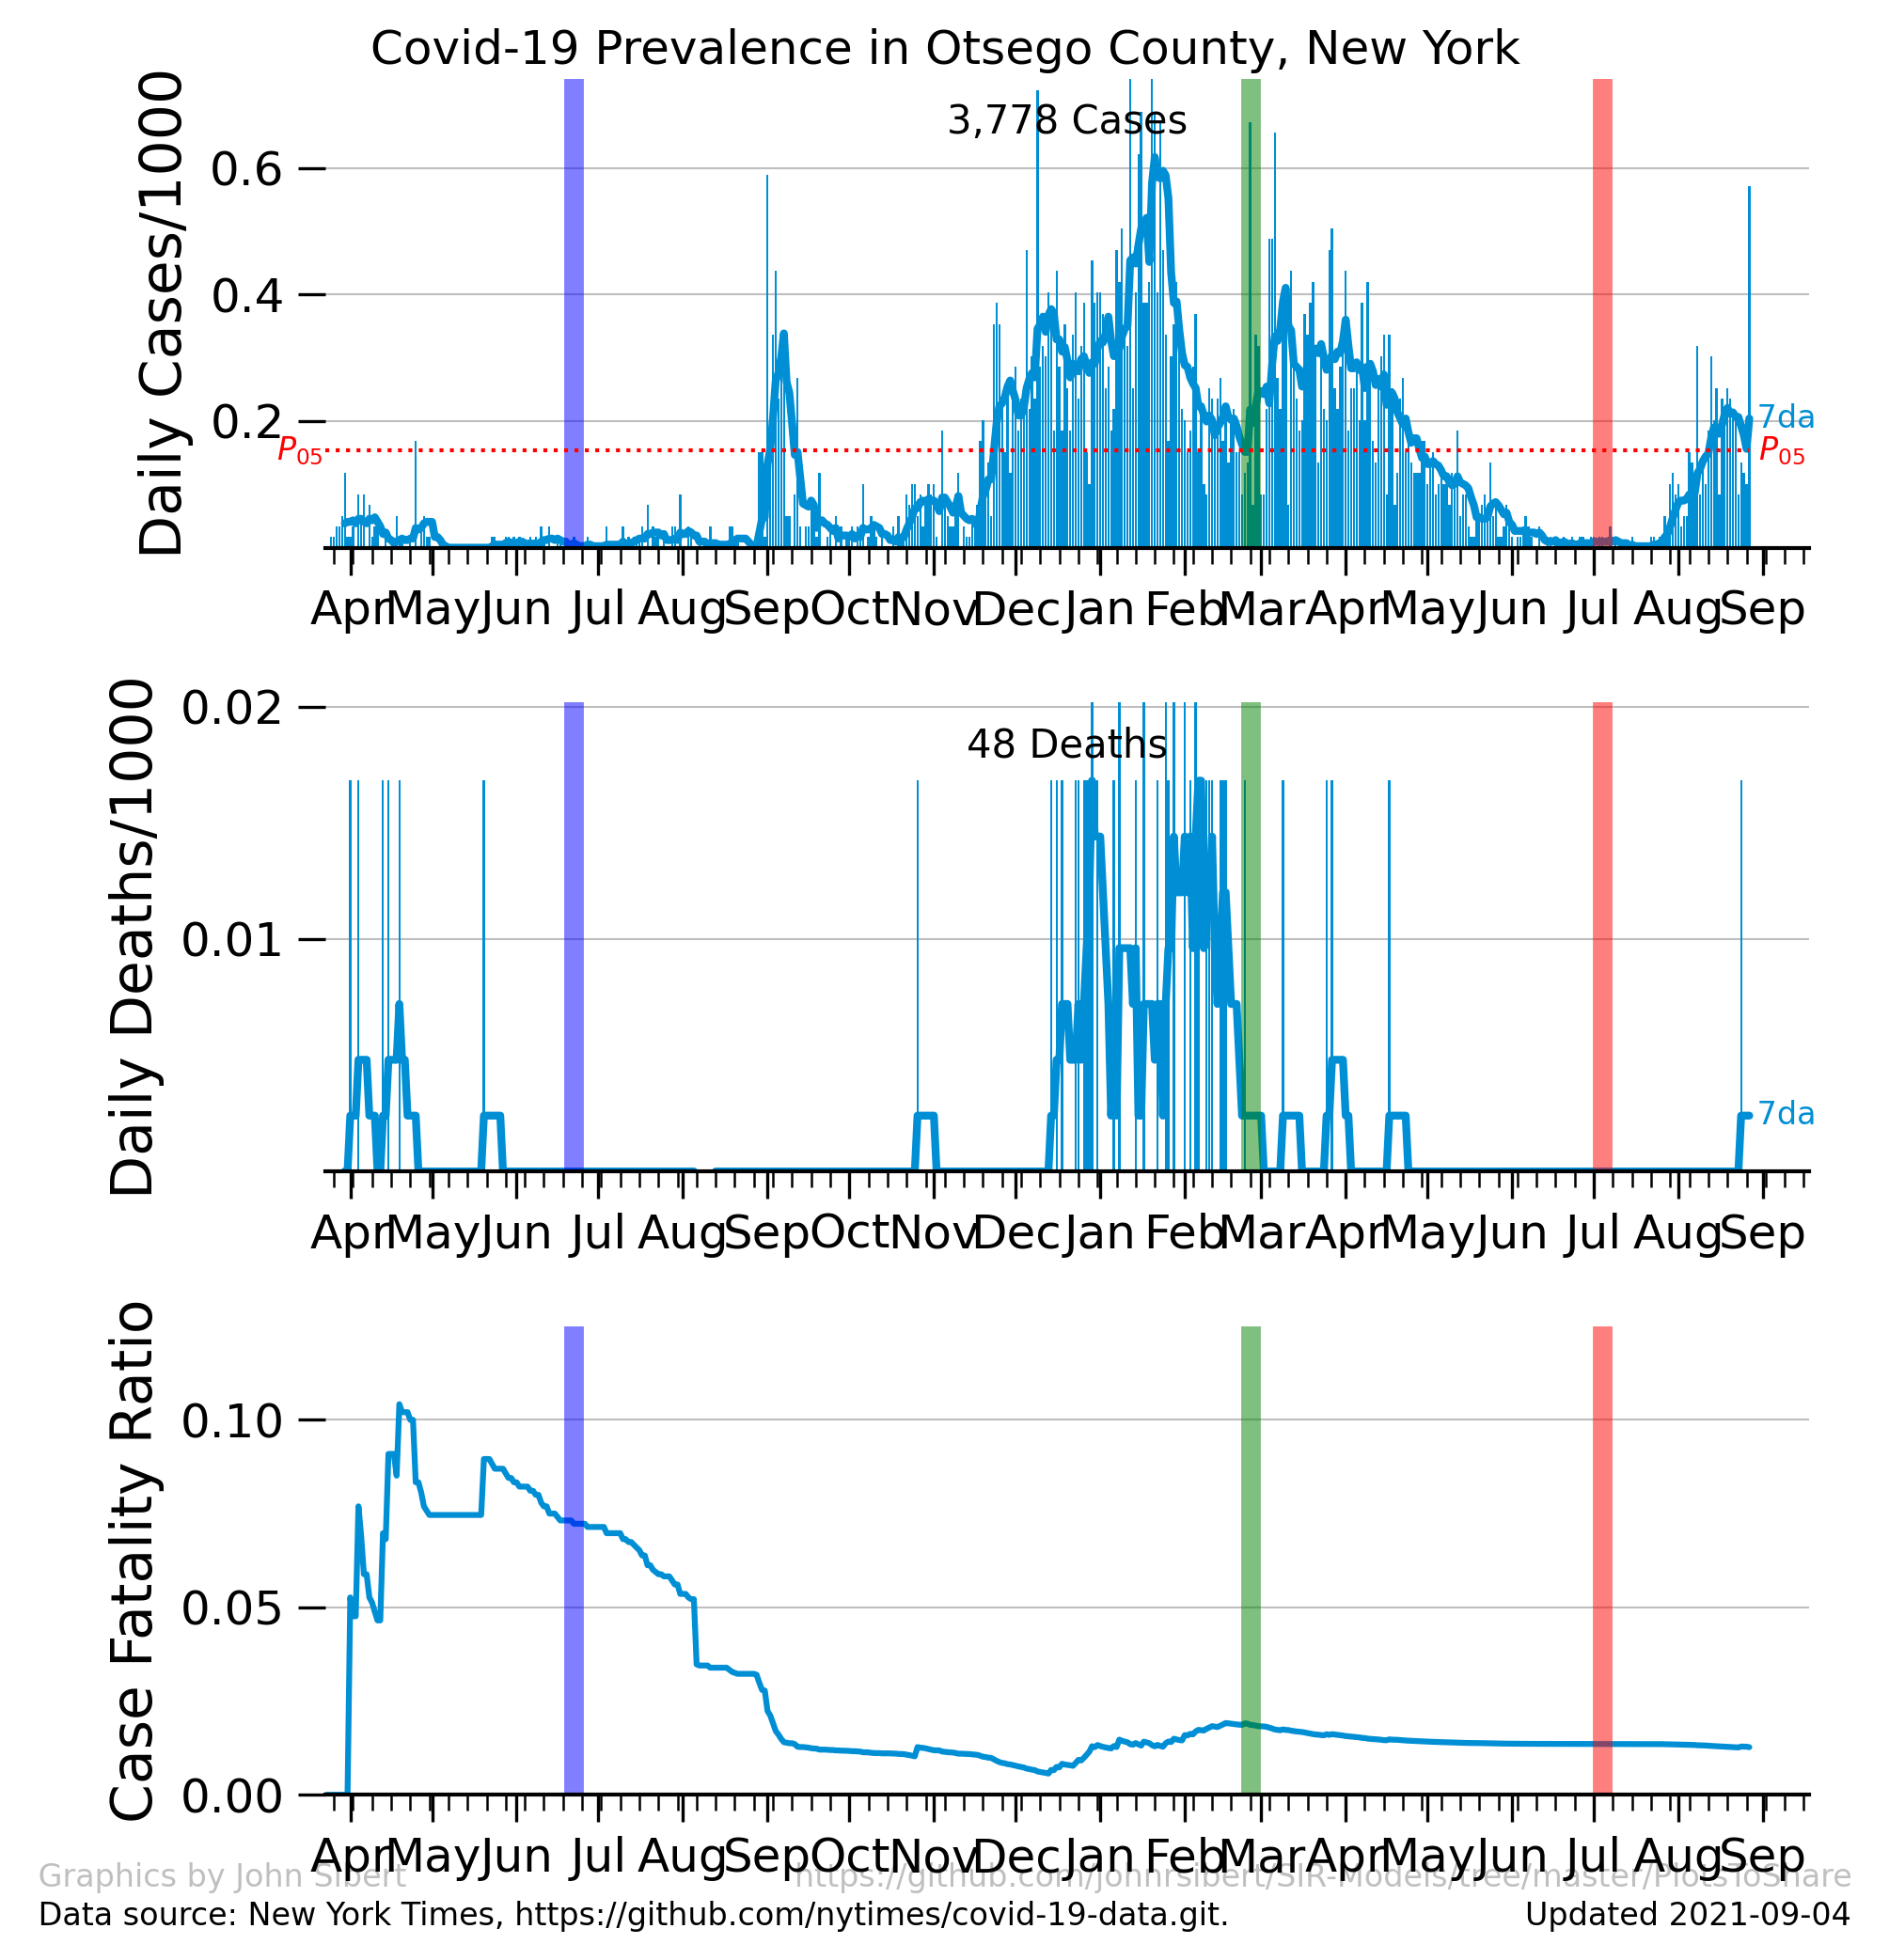 Covid-19 Prevalence in Otsego County, New York
Daily Cases/1000
3,778 Cases
0.6
0.4
0.2
P05
7da
P05
Apr May Jun Jul Aug Sep Oct Nov Dec Jan Feb Mar Apr May Jun Jul Aug Sep
Daily Deaths/1000
0.02
48 Deaths
0.01
7da
Apr May Jun Jul Aug Sep Oct Nov Dec Jan Feb Mar Apr May Jun Jul Aug Sep
Case Fatality Ratio
0.10
0.05
0.00
Apr May Jun Jul Aug Sep Oct Nov Dec Jan Feb Mar Apr May Jun Jul Aug Sep
Graphics by John Sibert https://github.com/johnrsibert/SIR-Models/tree/master/PlotsToShare
Data source: New York Times, https://github.com/nytimes/covid-19-data.git. Updated 2021-09-04